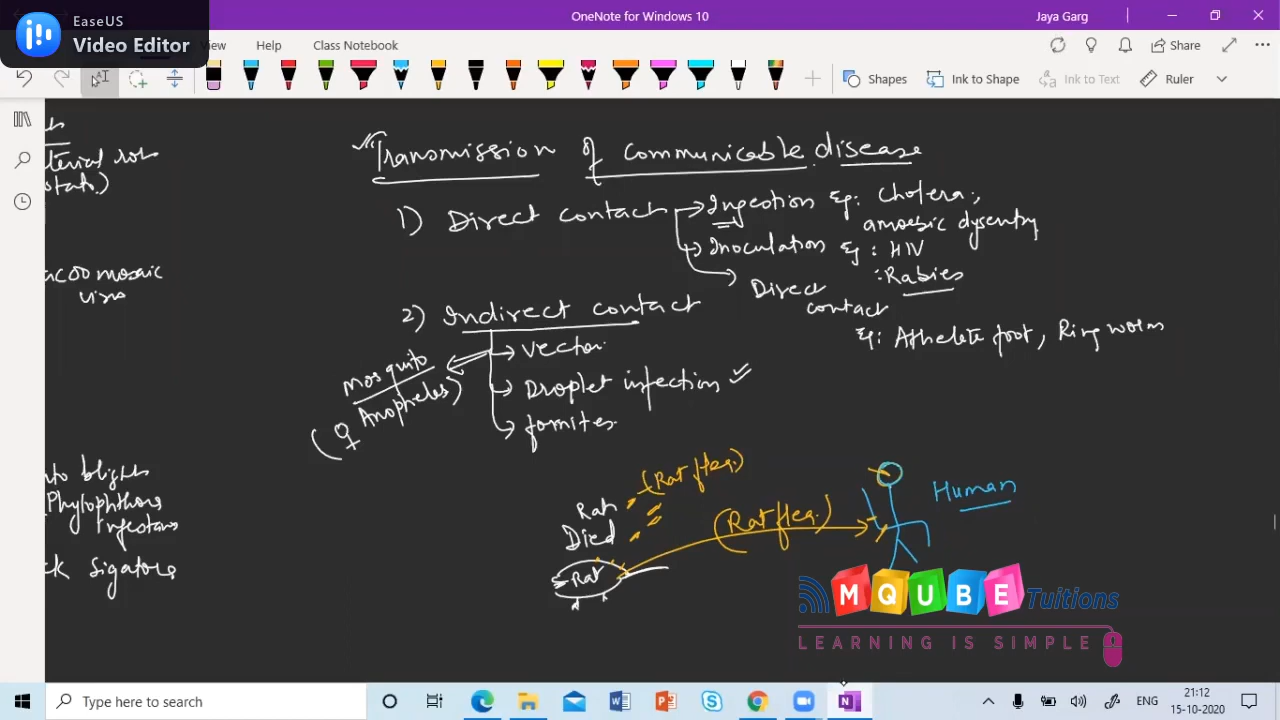 EaseUS
Video Editor
OneNote for Windows 10
Jaya Garg
View
Help
Class Notebook
Share
Shapes
Ink to Shape
Ink to Text
Ruler
Transmission of communicable disease
1) Direct contact
Ingestion Eg: Cholera,
amoebic dysentry
Inoculation Eg: HIV
: Rabies
Direct
contact
Eg: Athelete foot, Ring worm
2) Indirect contact
Vector
Mosquito
(♀ Anopheles)
Droplet infection ✓
fomites
(Rat flea)
Rat
Died
Rat
(Rat flea)
Human
acoo mosaic
virus
blight
Phytophthora
infestans
MQUBE
Tuitions
LEARNING IS SIMPLE
Type here to search
ENG
21:12
15-10-2020